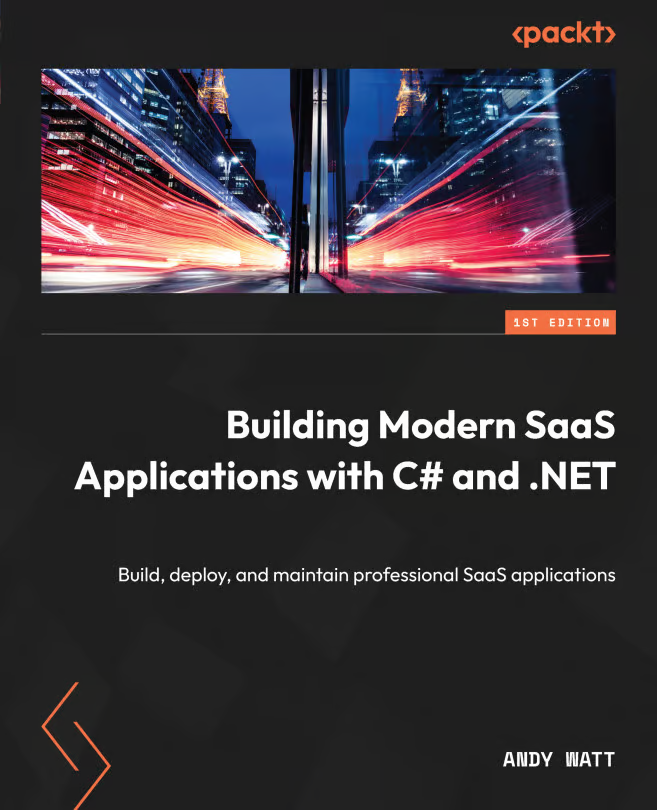 <packt>
1ST EDITION
Building Modern SaaS
Applications with C# and .NET
Build, deploy, and maintain professional SaaS applications
ANDY WATT